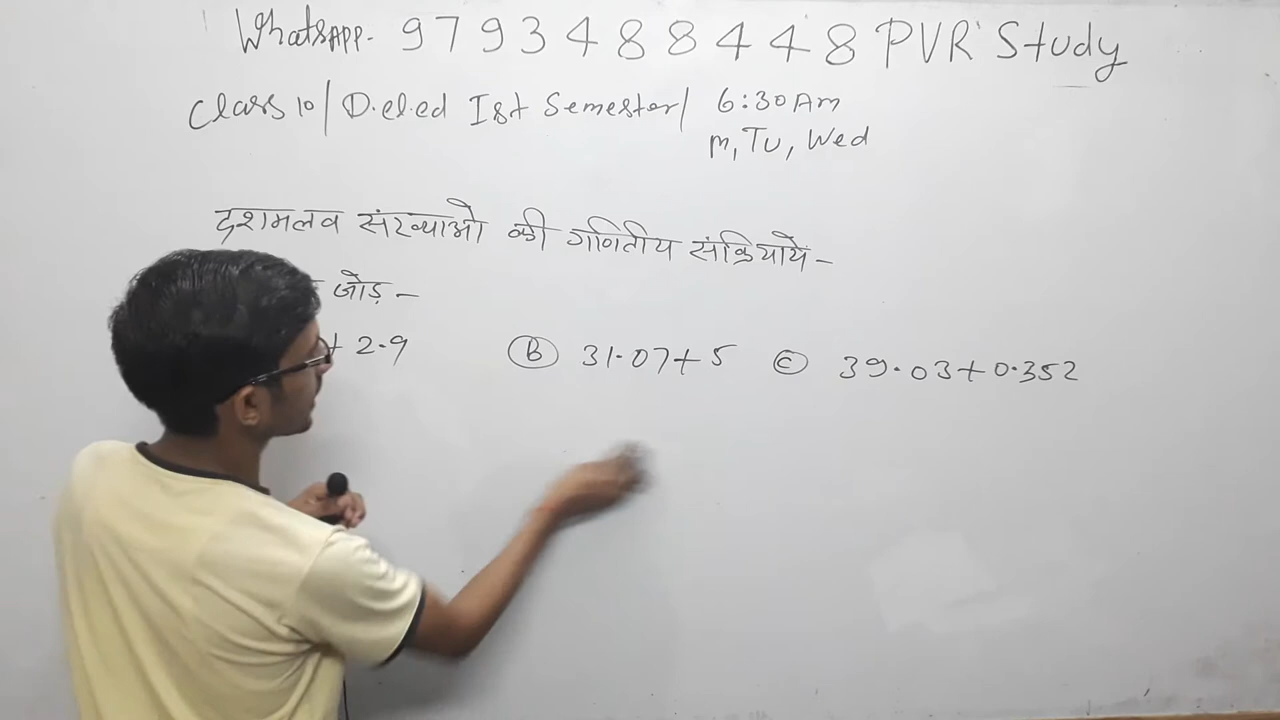 WhatsAPP. 9793488448 PVR Study
Class 10/ D.el.ed Ist Semester/ 6:30 Am
M, Tu, Wed
दशमलव संख्याओ की गणितीय संक्रियाये -
जोड़ -
+ 2.9 (B) 31.07+5 (C) 39.03+0.352